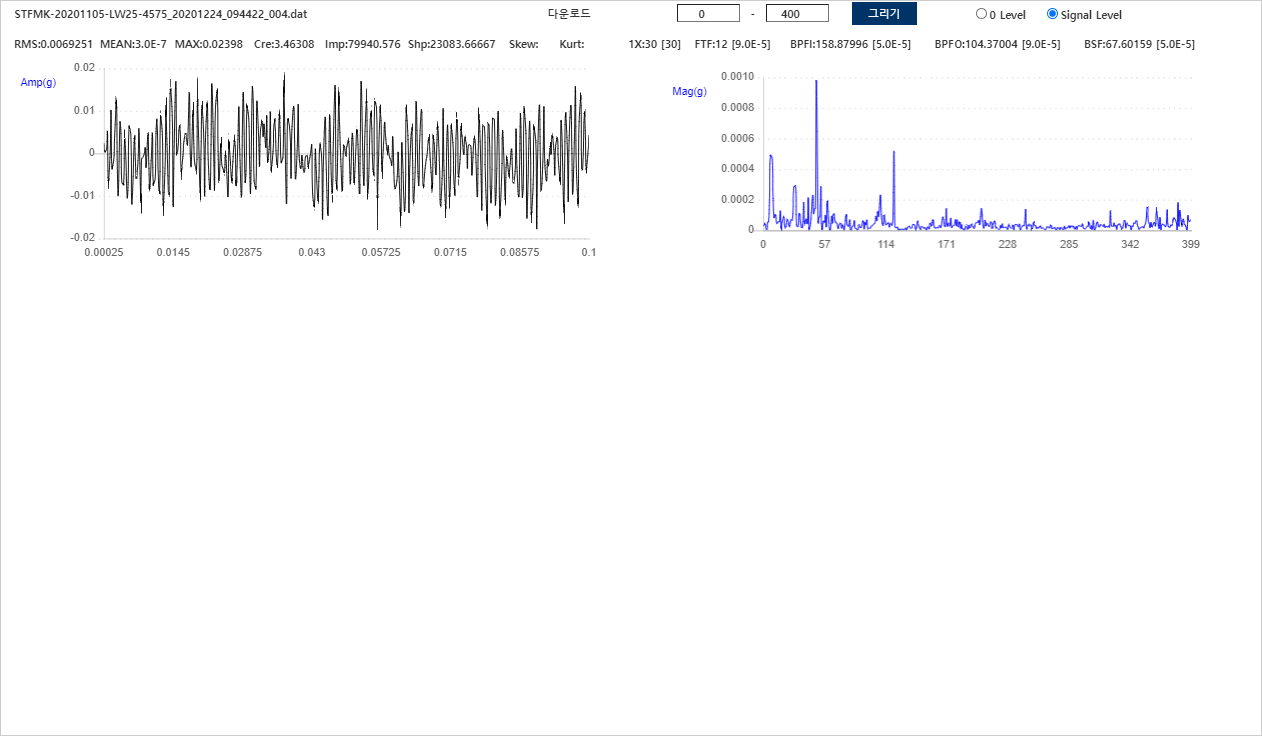 STFMK-20201105-LW25-4575_20201224_094422_004.dat 다운로드 0 - 400 그리기 0 Level Signal Level
RMS:0.0069251 MEAN:3.0E-7 MAX:0.02398 Cre:3.46308 Imp:79940.576 Shp:23083.66667 Skew: Kurt: 1X:30 [30] FTF:12 [9.0E-5] BPFI:158.87996 [5.0E-5] BPFO:104.37004 [9.0E-5] BSF:67.60159 [5.0E-5]
Amp(g)
0.02
0.01
0
-0.01
-0.02
0.00025 0.0145 0.02875 0.043 0.05725 0.0715 0.08575 0.1
Mag(g)
0.0010
0.0008
0.0006
0.0004
0.0002
0
0 57 114 171 228 285 342 399